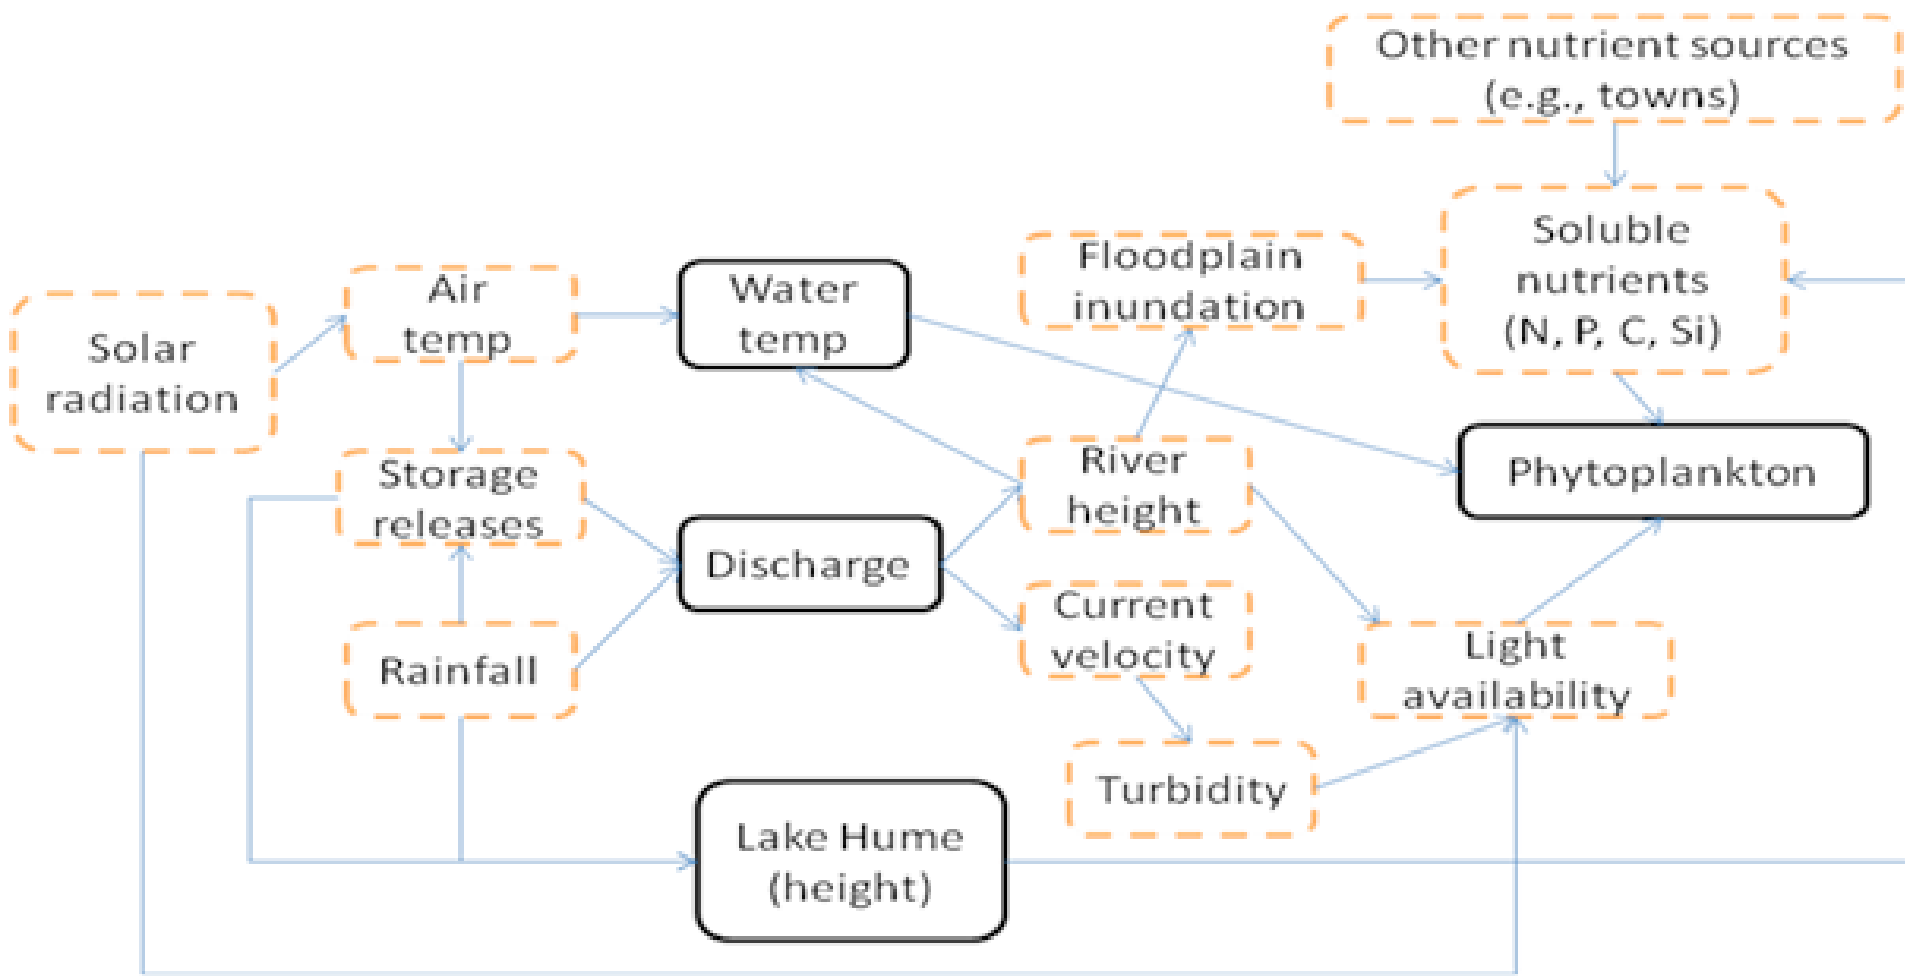 Other nutrient sources
(e.g., towns)
Soluble
nutrients
(N, P, C, Si)
Floodplain
inundation
Air
temp
Water
temp
Solar
radiation
Storage
releases
River
height
Phytoplankton
Discharge
Current
velocity
Rainfall
Light
availability
Turbidity
Lake Hume
(height)